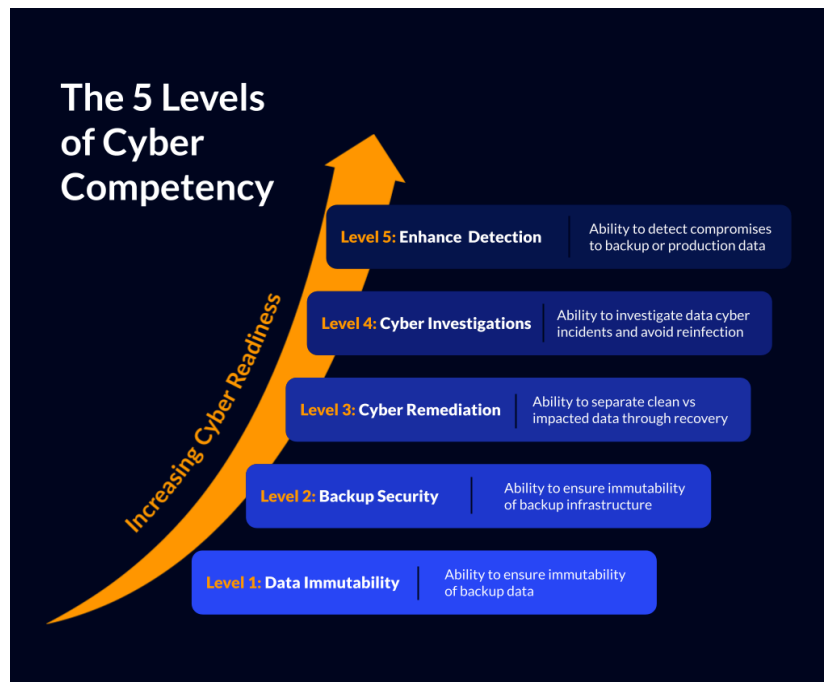 The 5 Levels
of Cyber
Competency
Increasing Cyber Readiness
Level 5: Enhance Detection
Ability to detect compromises
to backup or production data
Level 4: Cyber Investigations
Ability to investigate data cyber
incidents and avoid reinfection
Level 3: Cyber Remediation
Ability to separate clean vs
impacted data through recovery
Level 2: Backup Security
Ability to ensure immutability
of backup infrastructure
Level 1: Data Immutability
Ability to ensure immutability
of backup data